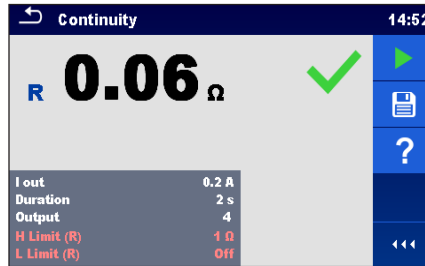 Continuity 14:52
R 0.06 Ω
?
I out 0.2 A
Duration 2 s
Output 4
H Limit (R) 1 Ω
L Limit (R) Off